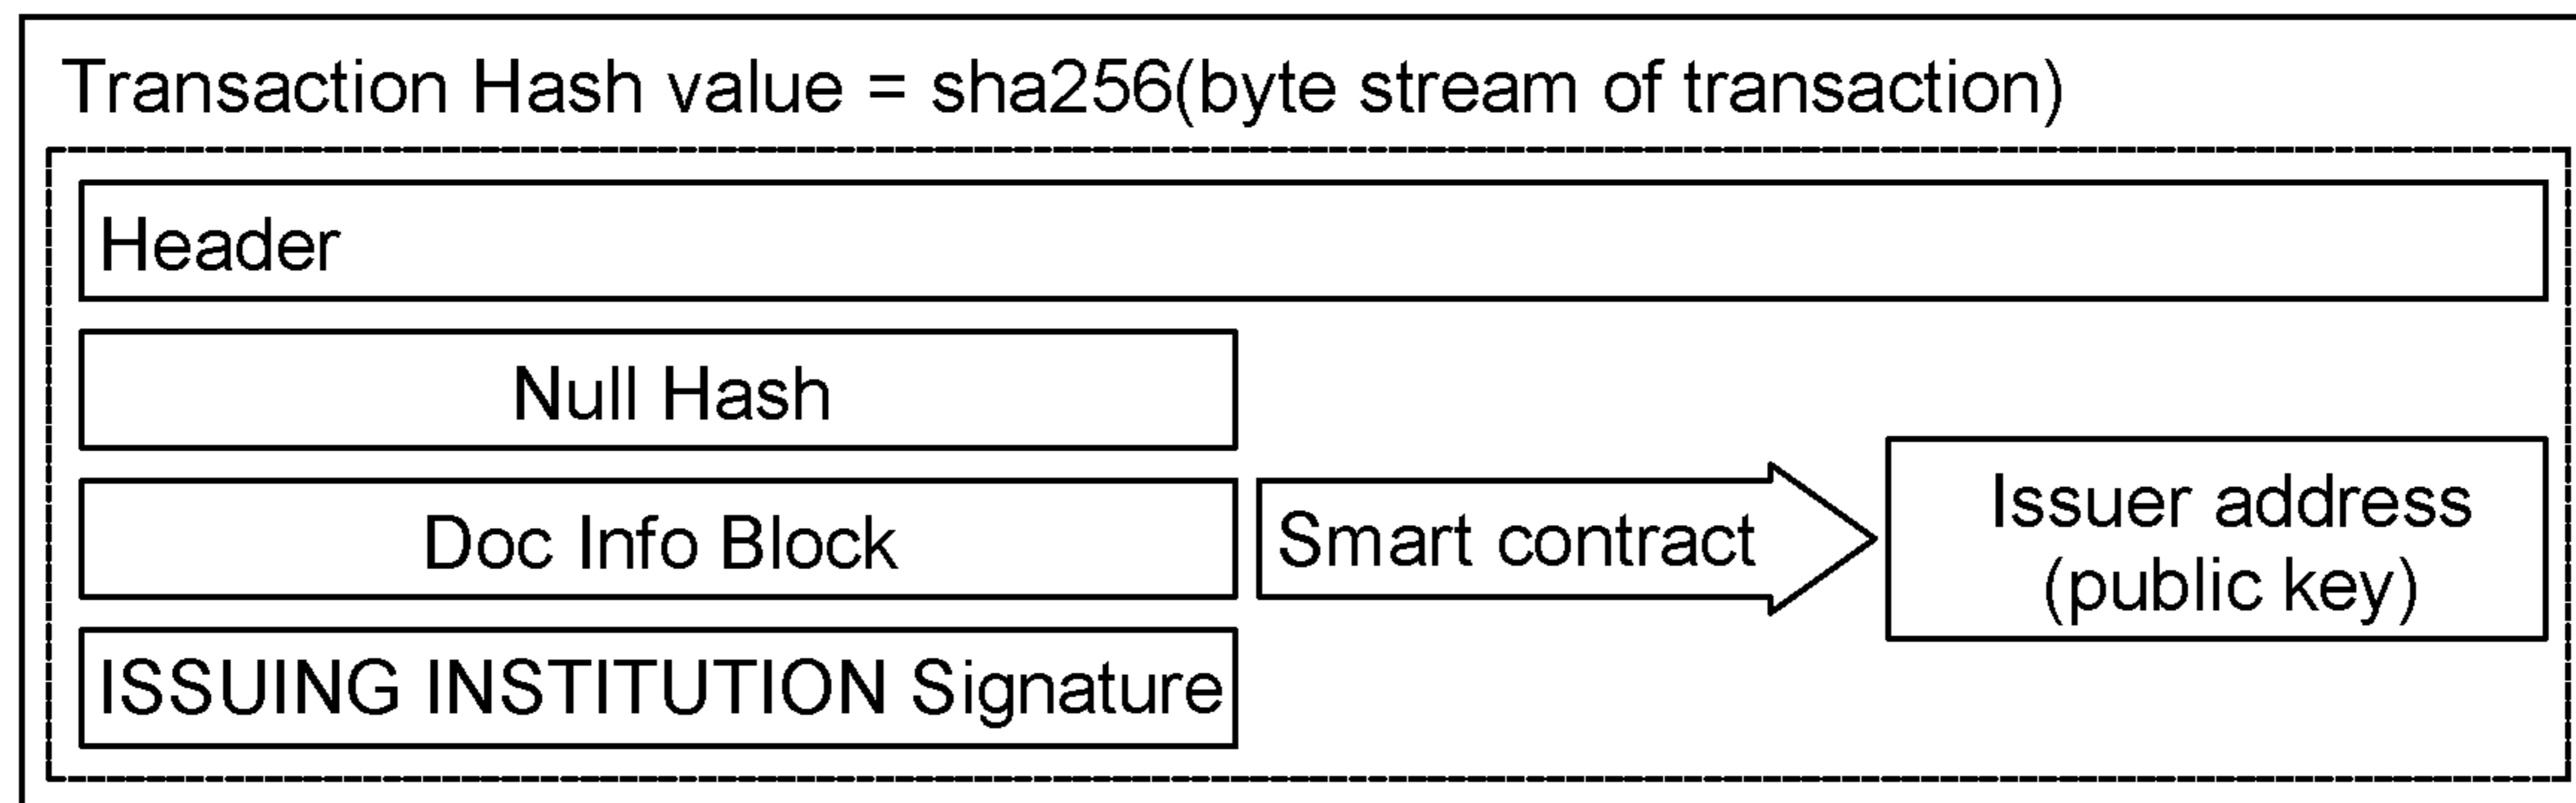 Transaction Hash value = sha256(byte stream of transaction)
Header
Null Hash
Doc Info Block
ISSUING INSTITUTION Signature
Smart contract
Issuer address
(public key)